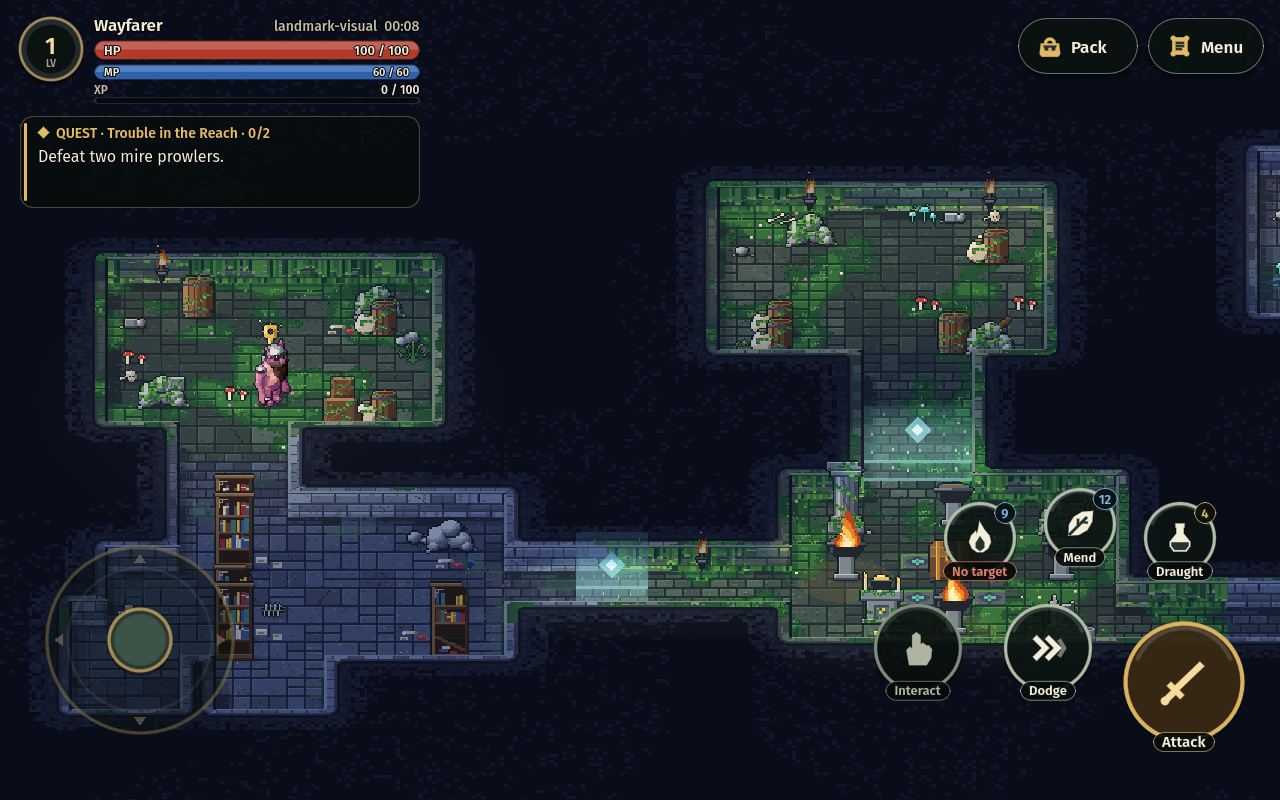 Wayfarer landmark-visual 00:08
1
LV
HP 100 / 100
MP 60 / 60
XP 0 / 100
QUEST · Trouble in the Reach · 0/2
Defeat two mire prowlers.
Pack
Menu
9
No target
12
Mend
4
Draught
Interact
Dodge
Attack